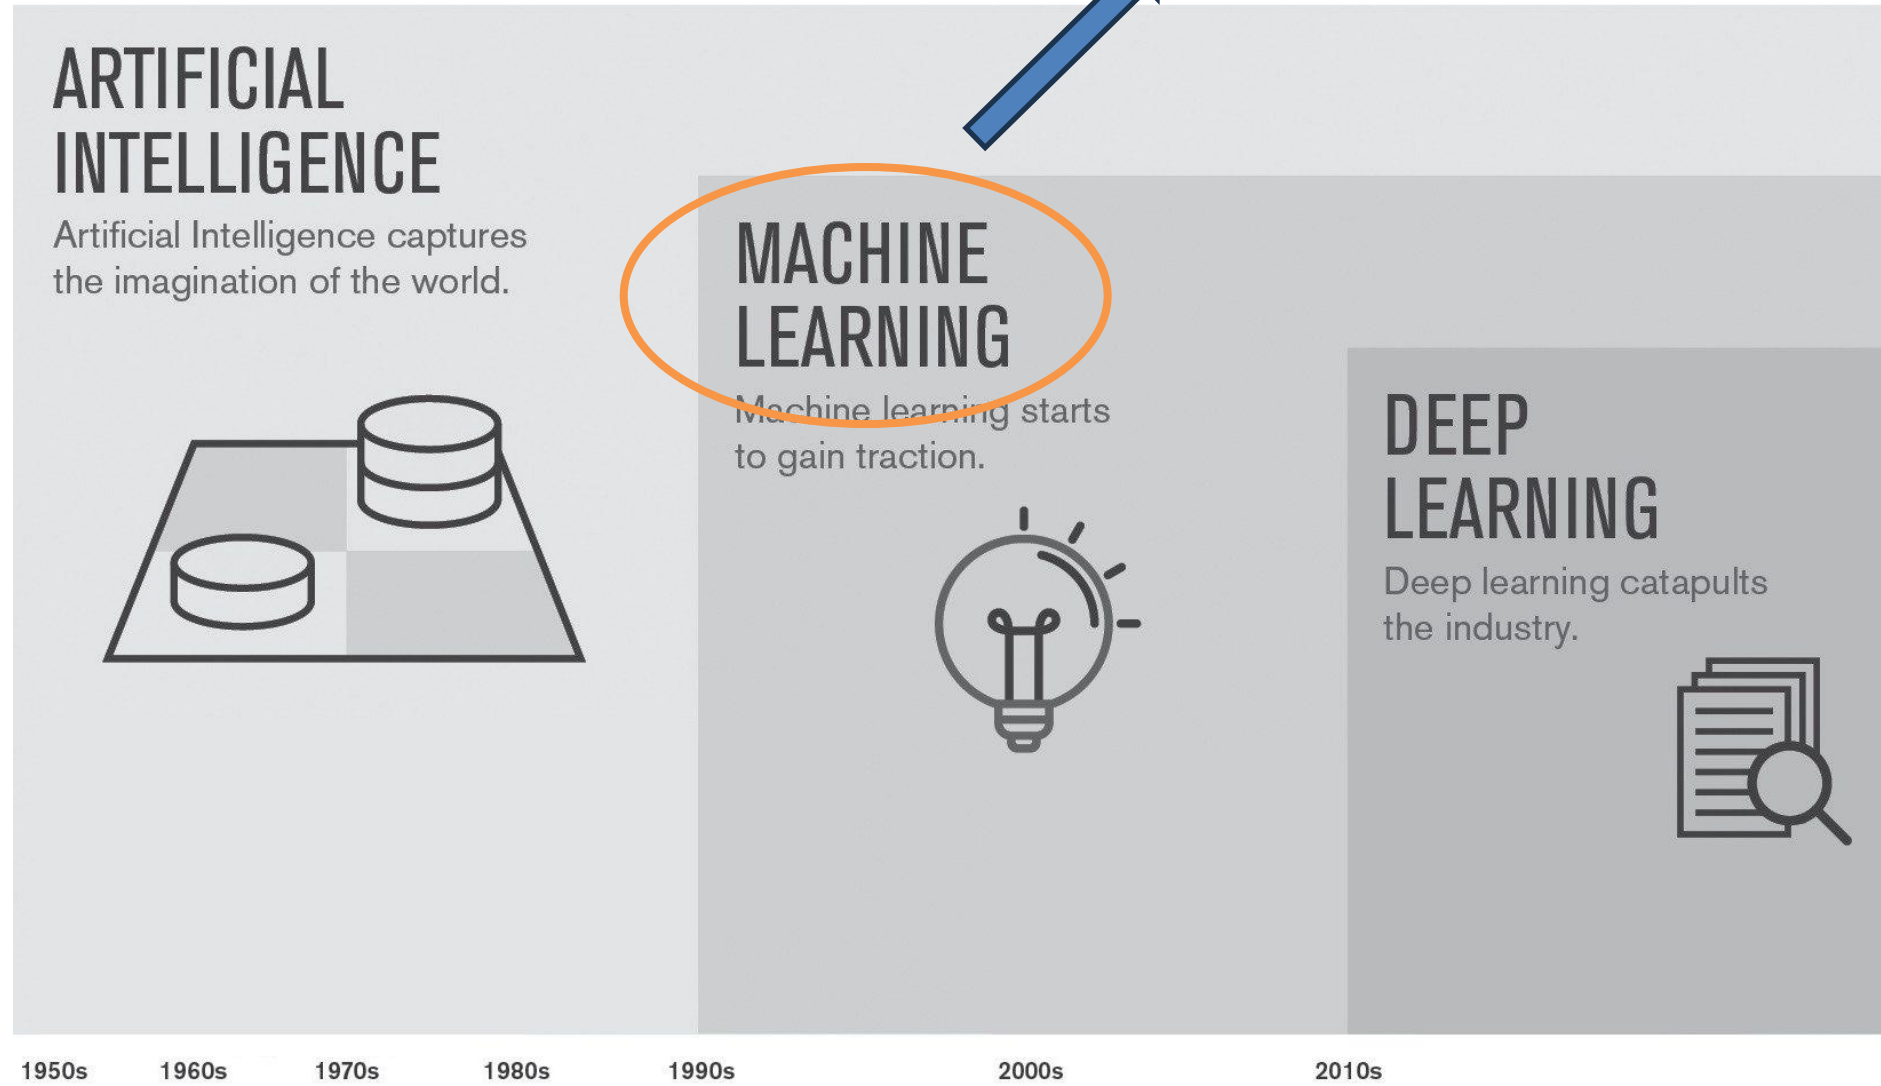 ARTIFICIAL
INTELLIGENCE
Artificial Intelligence captures
the imagination of the world.
MACHINE
LEARNING
Machine learning starts
to gain traction.
DEEP
LEARNING
Deep learning catapults
the industry.
1950s 1960s 1970s 1980s 1990s 2000s 2010s